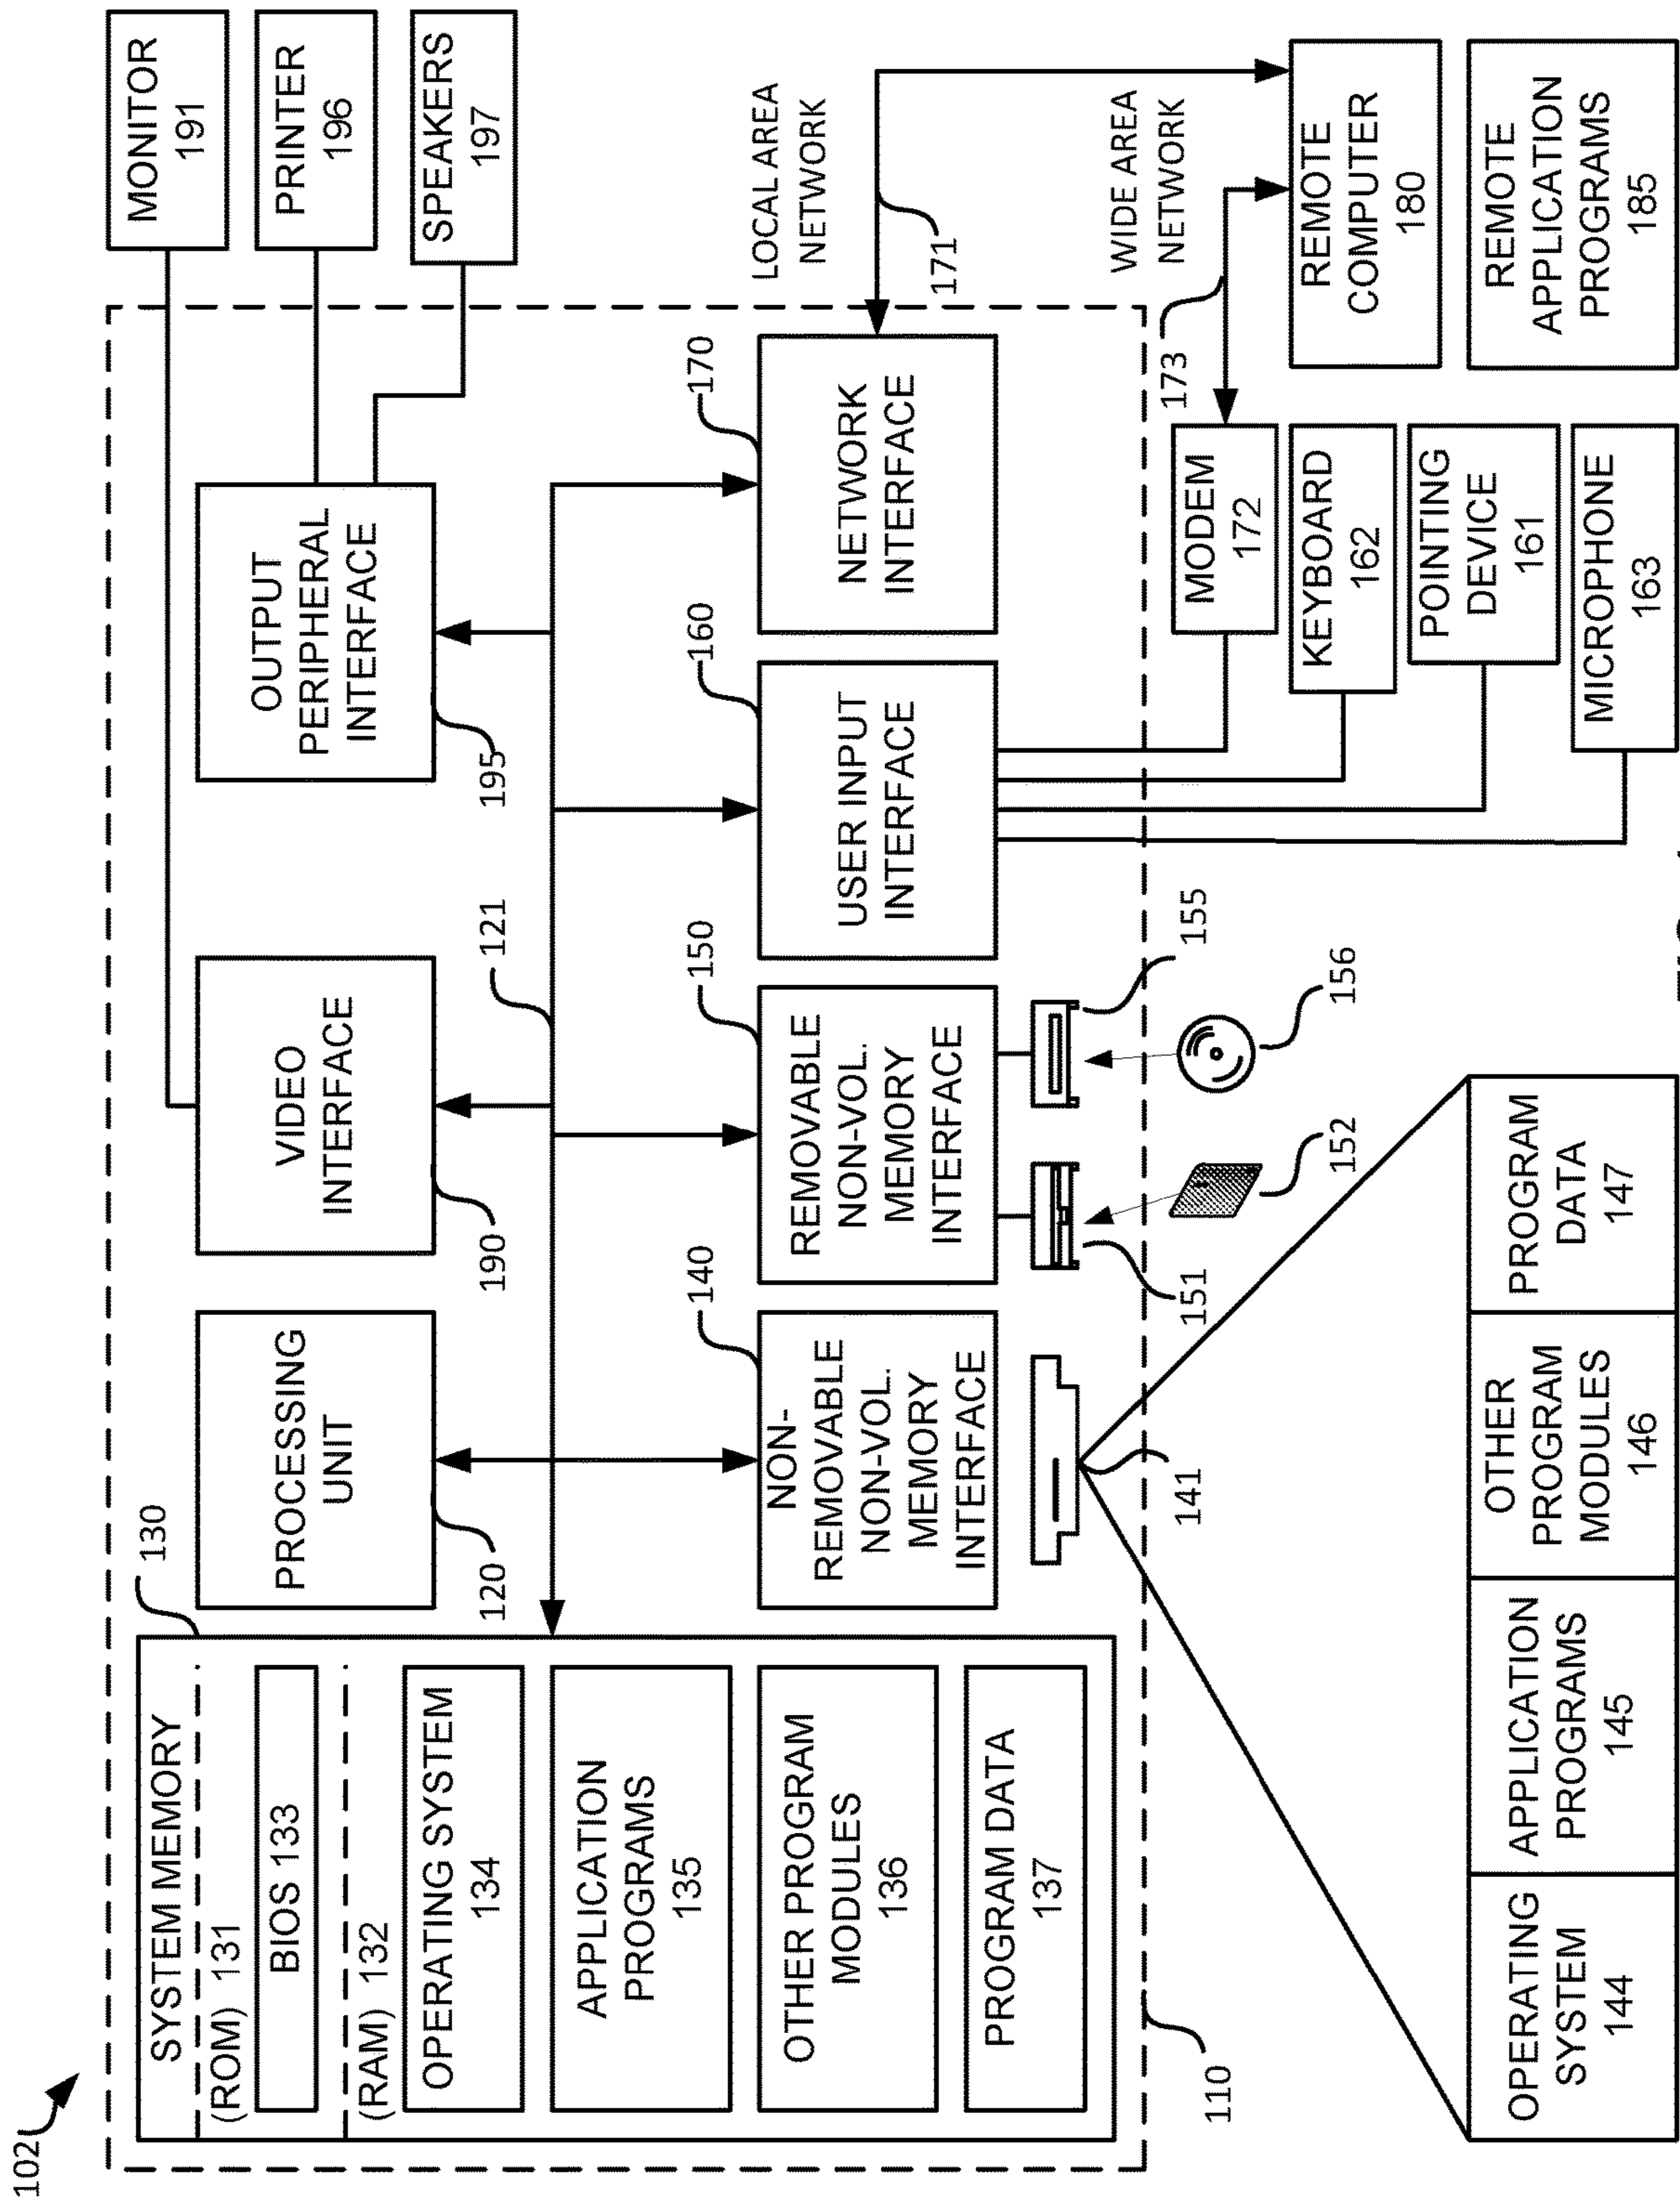 102
SYSTEM MEMORY
(ROM) 131
BIOS 133
(RAM) 132
OPERATING SYSTEM
134
APPLICATION
PROGRAMS
135
OTHER PROGRAM
MODULES
136
PROGRAM DATA
137
130
PROCESSING
UNIT
120
VIDEO
INTERFACE
190
121
OUTPUT
PERIPHERAL
INTERFACE
195
MONITOR
191
PRINTER
196
SPEAKERS
197
140
NON-
REMOVABLE
NON-VOL.
MEMORY
INTERFACE
150
REMOVABLE
NON-VOL.
MEMORY
INTERFACE
160
USER INPUT
INTERFACE
170
NETWORK
INTERFACE
LOCAL AREA
NETWORK
171
WIDE AREA
NETWORK
173
110
141
151
152
155
156
MODEM
172
KEYBOARD
162
POINTING
DEVICE
161
MICROPHONE
163
REMOTE
COMPUTER
180
REMOTE
APPLICATION
PROGRAMS
185
OPERATING
SYSTEM
144
APPLICATION
PROGRAMS
145
OTHER
PROGRAM
MODULES
146
PROGRAM
DATA
147